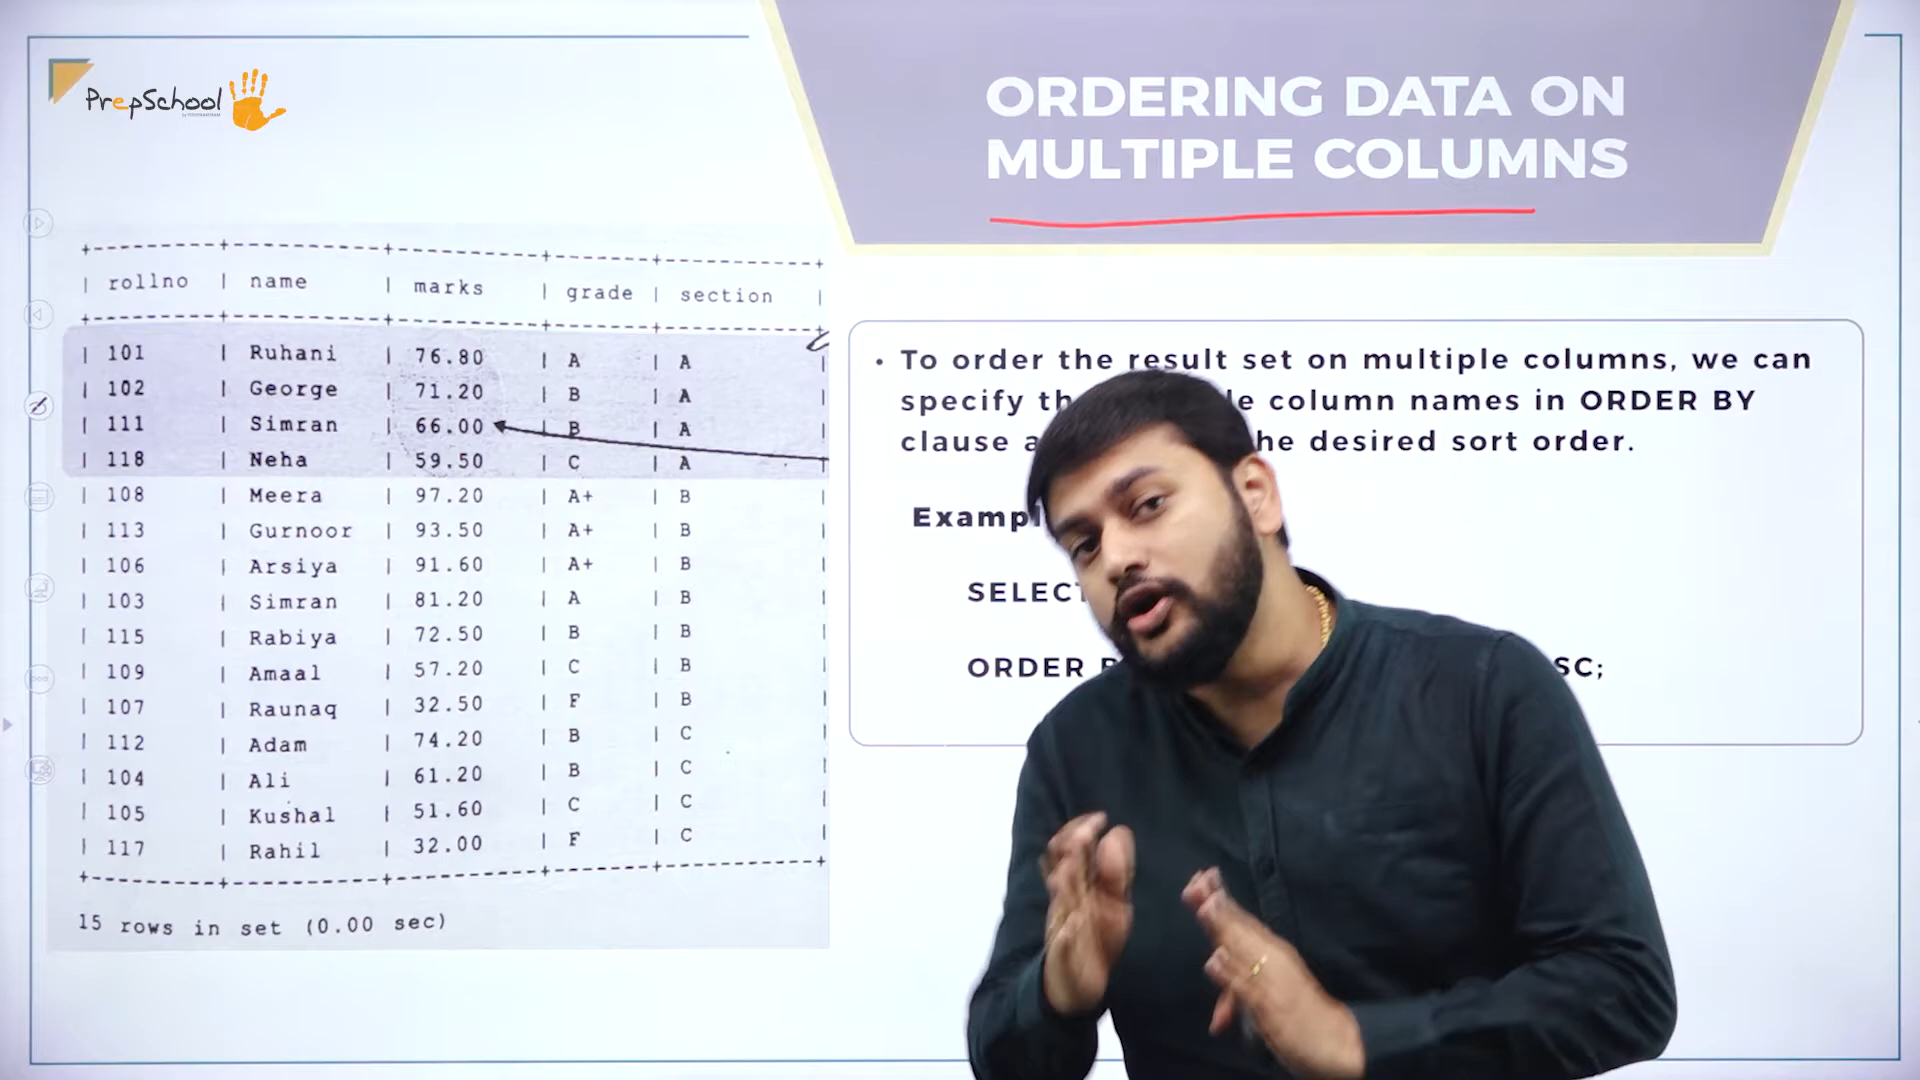 PrepSchool
ORDERING DATA ON
MULTIPLE COLUMNS
| rollno | name | marks | grade | section |
| 101 | Ruhani | 76.80 | A | A |
| 102 | George | 71.20 | B | A |
| 111 | Simran | 66.00 | B | A |
| 118 | Neha | 59.50 | C | A |
| 108 | Meera | 97.20 | A+ | B |
| 113 | Gurnoor | 93.50 | A+ | B |
| 106 | Arsiya | 91.60 | A+ | B |
| 103 | Simran | 81.20 | A | B |
| 115 | Rabiya | 72.50 | B | B |
| 109 | Amaal | 57.20 | C | B |
| 107 | Raunaq | 32.50 | F | B |
| 112 | Adam | 74.20 | B | C |
| 104 | Ali | 61.20 | B | C |
| 105 | Kushal | 51.60 | C | C |
| 117 | Rahil | 32.00 | F | C |
15 rows in set (0.00 sec)
• To order the result set on multiple columns, we can
specify column names in ORDER BY
clause the desired sort order.
ORDER